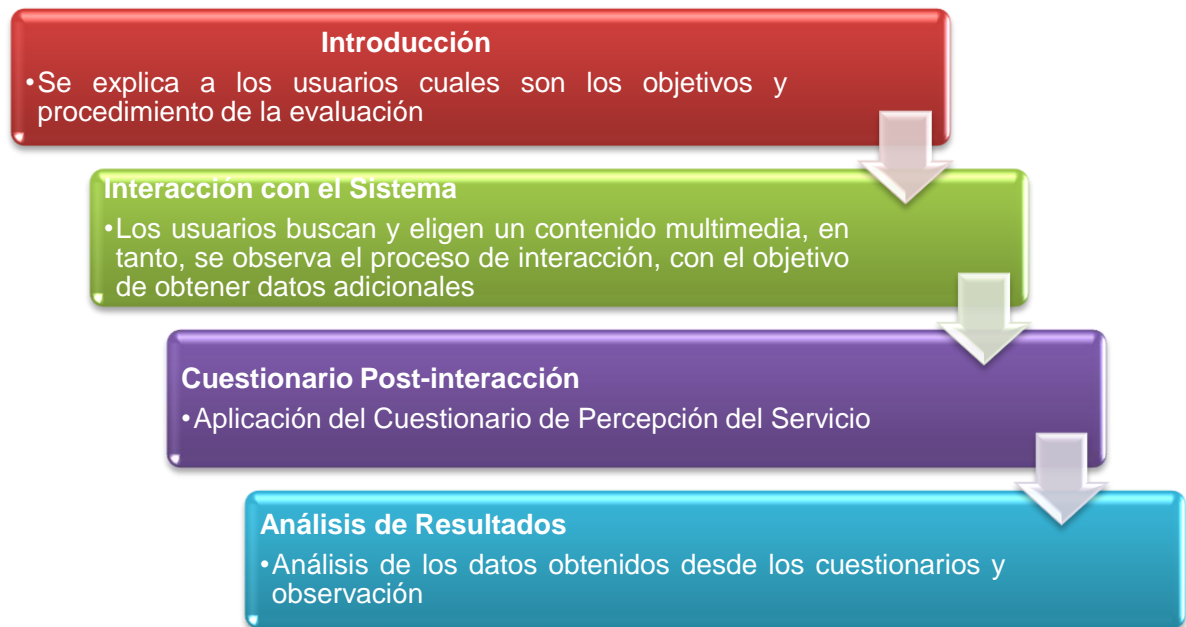 Introducción
•Se explica a los usuarios cuales son los objetivos y
procedimiento de la evaluación
Interacción con el Sistema
•Los usuarios buscan y eligen un contenido multimedia, en
tanto, se observa el proceso de interacción, con el objetivo
de obtener datos adicionales
Cuestionario Post-interacción
•Aplicación del Cuestionario de Percepción del Servicio
Análisis de Resultados
•Análisis de los datos obtenidos desde los cuestionarios y
observación